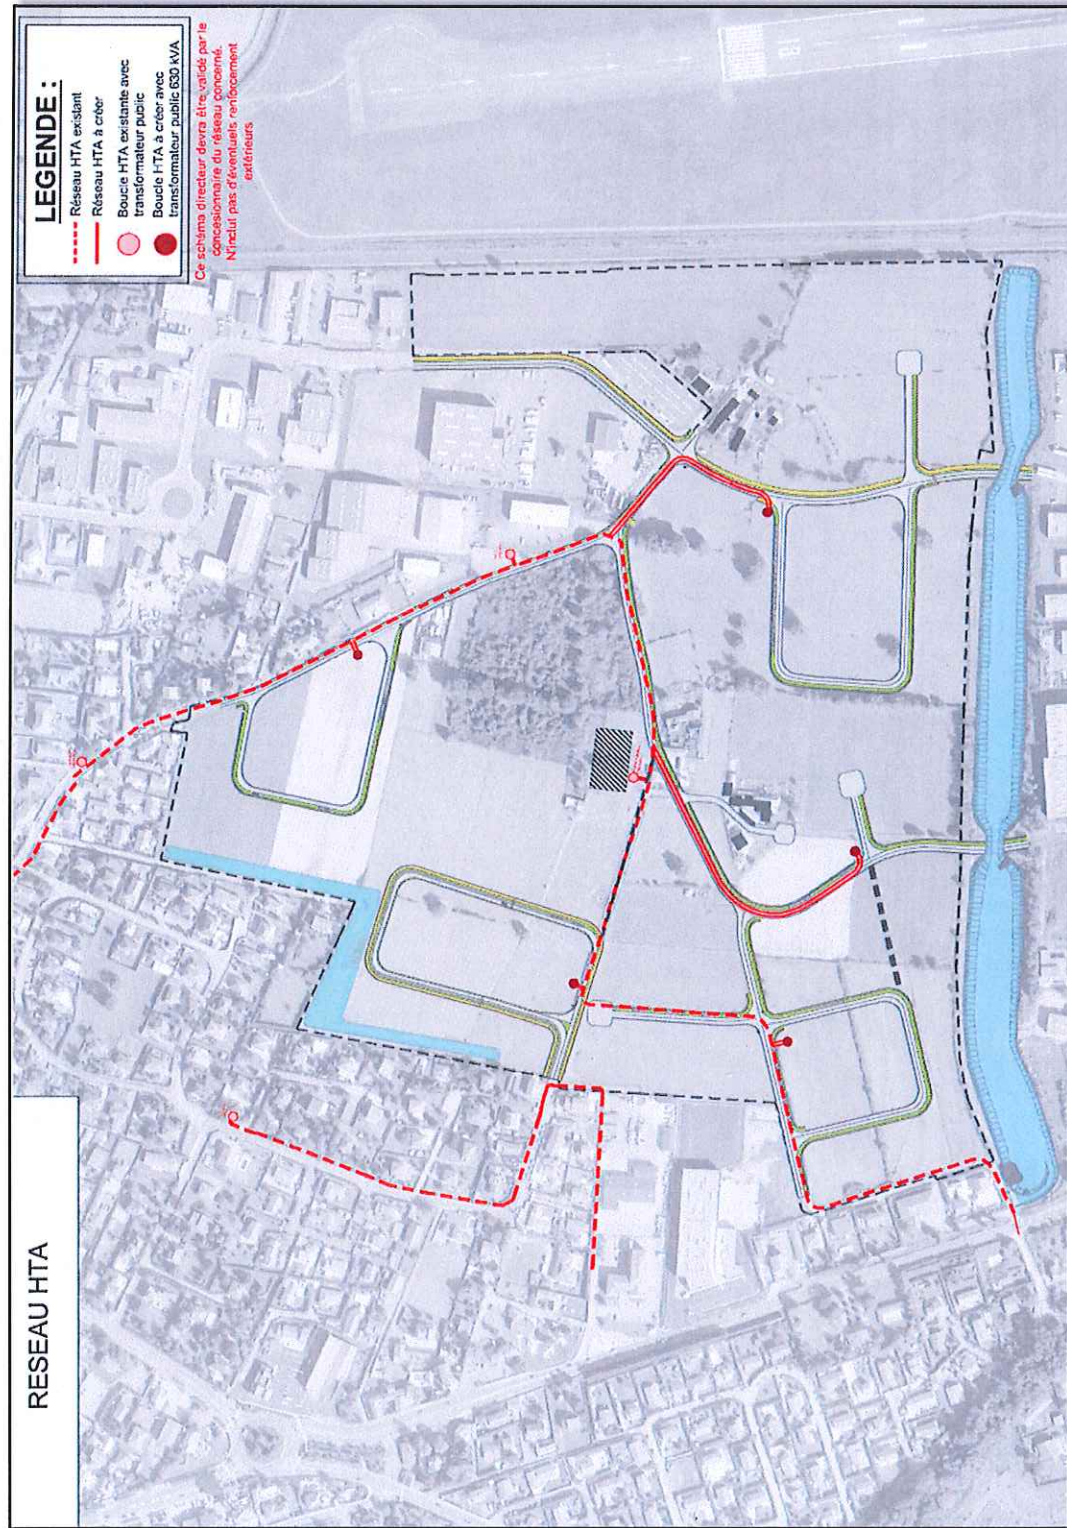 RESEAU HTA
LEGENDE :
Réseau HTA existant
Réseau HTA à créer
Boucle HTA existante avec
transformateur public
Boucle HTA à créer avec
transformateur public 630 kVA
Ce schéma directeur devra être validé par le
concesionnaire du réseau concerné.
N'inclut pas d'éventuels renforcement
extérieurs